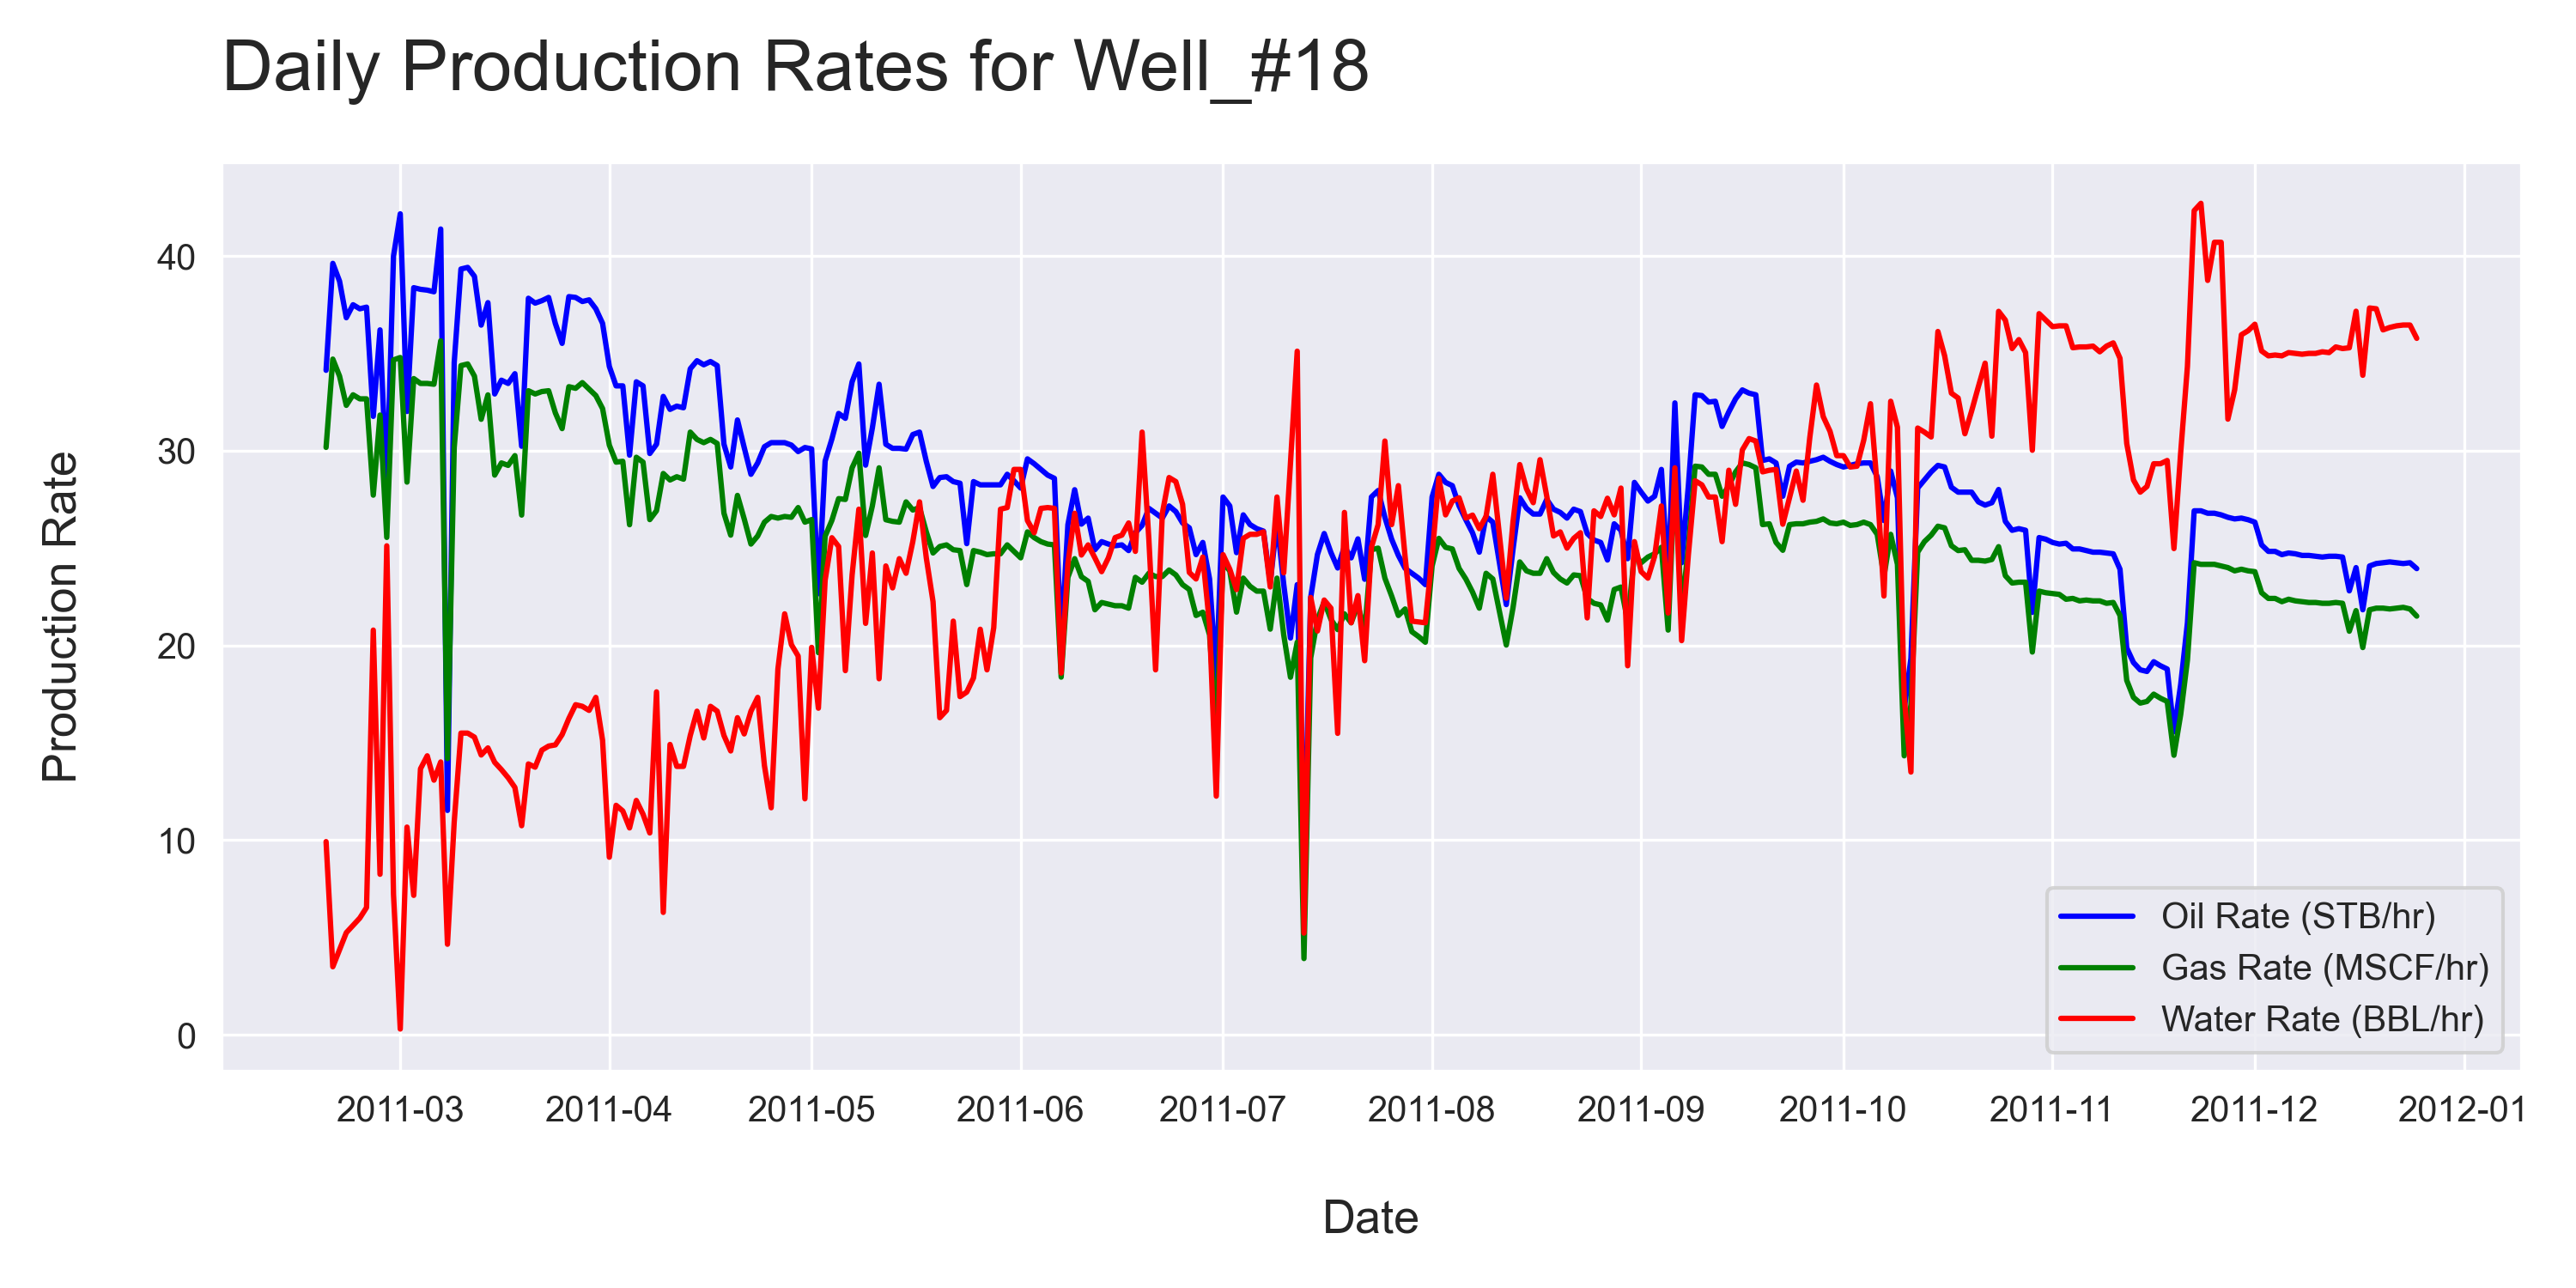 Daily Production Rates for Well_#18
Production Rate
40
30
20
10
0
Oil Rate (STB/hr)
Gas Rate (MSCF/hr)
Water Rate (BBL/hr)
2011-03 2011-04 2011-05 2011-06 2011-07 2011-08 2011-09 2011-10 2011-11 2011-12 2012-01
Date